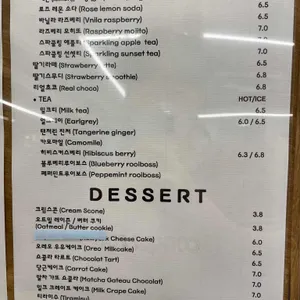 로즈 레몬 소다 (Rose lemon soda) 6.5
바닐라 라즈베리 (Vnila raspberry) 6.5
라즈베리 모히토 (Raspberry mojito) 7.0
스파클링 애플티 (Sparkling apple tea)
스파클링 선셋티 (Sparkling sunset tea) 7.0
딸기라떼 (Strawberry latte) 6.5
딸기스무디 (Strawberry smoothie) 6.8
리얼초코 (Real choco) 6.8
• TEA HOT/ICE
밀크티 (Milk tea) 6.5
얼그레이 (Earlgrey) 6.0 / 6.5
탠저린 진저 (Tangerine ginger)
카모마일 (Camomile)
히비스커스베리 (Hibiscus berry) 6.3 / 6.8
블루베리루이보스 (Blueberry rooiboss)
페퍼민트루이보스 (Peppemint rooiboss)
DESSERT
크림스콘 (Cream Scone)
오트밀 레이즌 / 버터 쿠키 3.8
(Oatmeal / Butter cookie) 3.8
Cheese Cake) 6.0
오레오 우유케이크 (Oreo Milkcake) 6.5
쇼콜라 타르트 (Chocolate Tart) 6.5
당근케이크 (Carrot Cake) 7.0
말차 가토 쇼콜라 (Matcha Gateau Chocolat) 7.0
밀크 크레이프 케이크 (Milk Crape Cake) 7.0
티라미수 (Tiramisu) 7.0